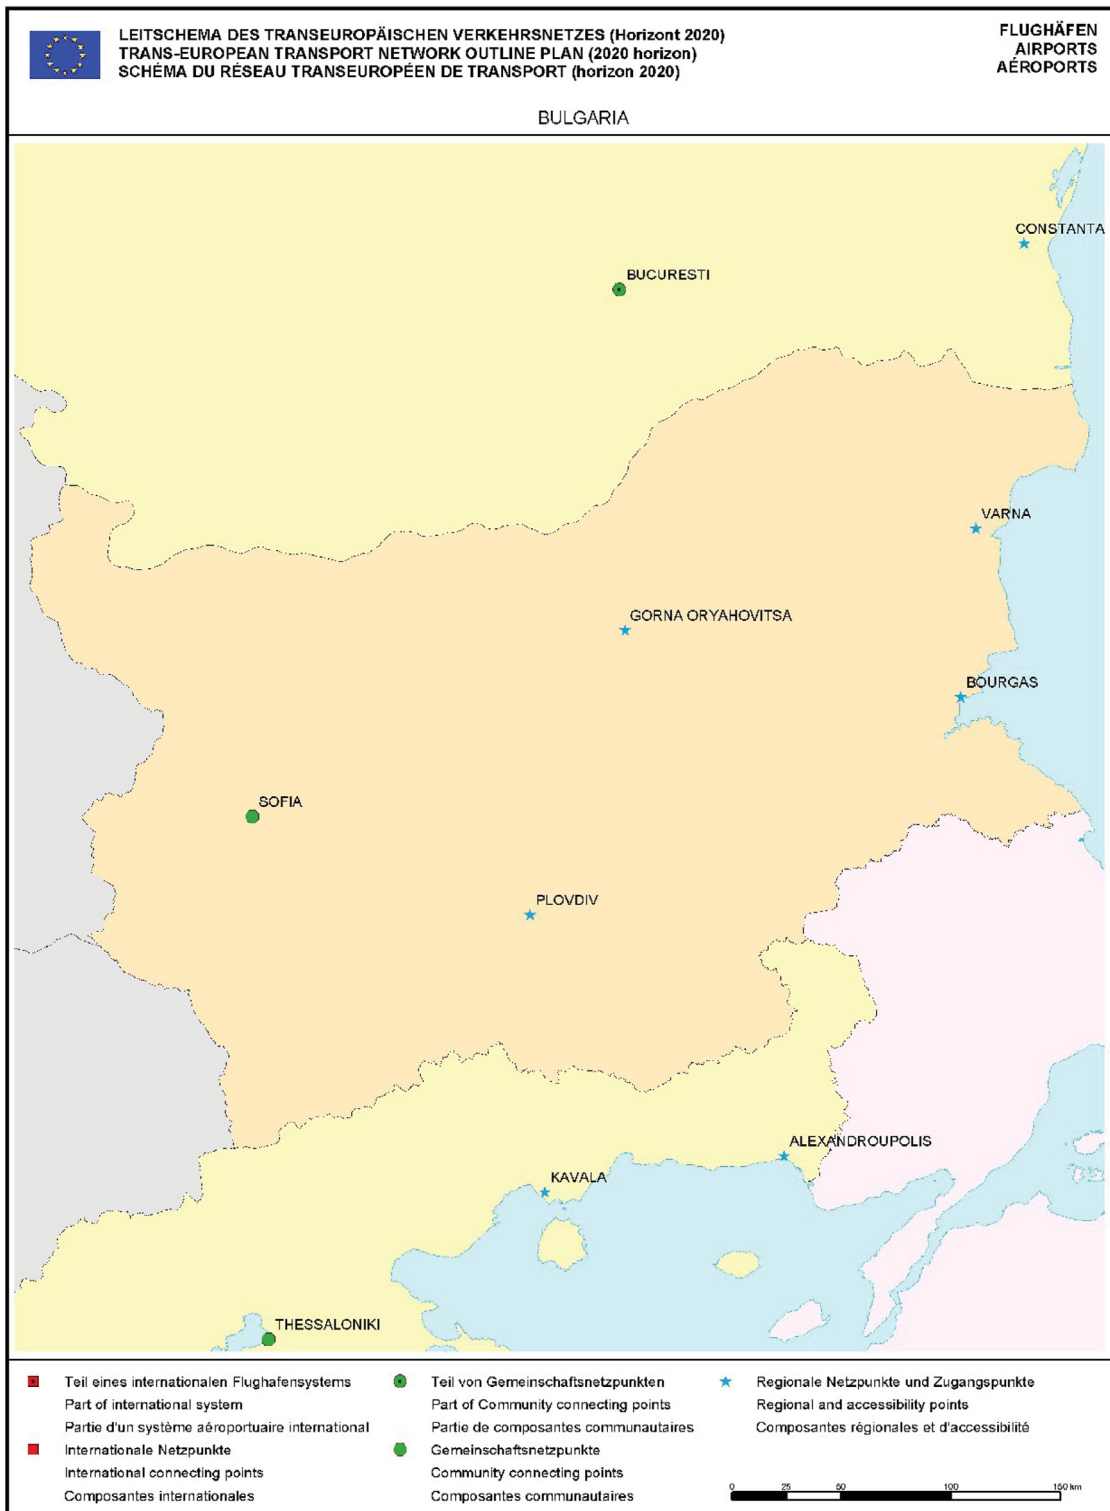 LEITSCHEMA DES TRANSEUROPÄISCHEN VERKEHRSNETZES (Horizont 2020)
TRANS-EUROPEAN TRANSPORT NETWORK OUTLINE PLAN (2020 horizon)
SCHÉMA DU RÉSEAU TRANSEUROPÉEN DE TRANSPORT (horizon 2020)
FLUGHÄFEN
AIRPORTS
AÉROPORTS
BULGARIA
CONSTANTA
BUCURESTI
VARNA
GORNA ORYAHOVITSA
BOURGAS
SOFIA
PLOVDIV
ALEXANDROUPOLIS
KAVALA
THESSALONIKI
Teil eines internationalen Flughafensystems
Part of international system
Partie d'un système aéroportuaire international
Internationale Netzpunkte
International connecting points
Composantes internationales
Teil von Gemeinschaftsnetzpunkten
Part of Community connecting points
Partie de composantes communautaires
Gemeinschaftsnetzpunkte
Community connecting points
Composantes communautaires
Regionale Netzpunkte und Zugangspunkte
Regional and accessibility points
Composantes régionales et d'accessibilité
0 25 50 100 150 km